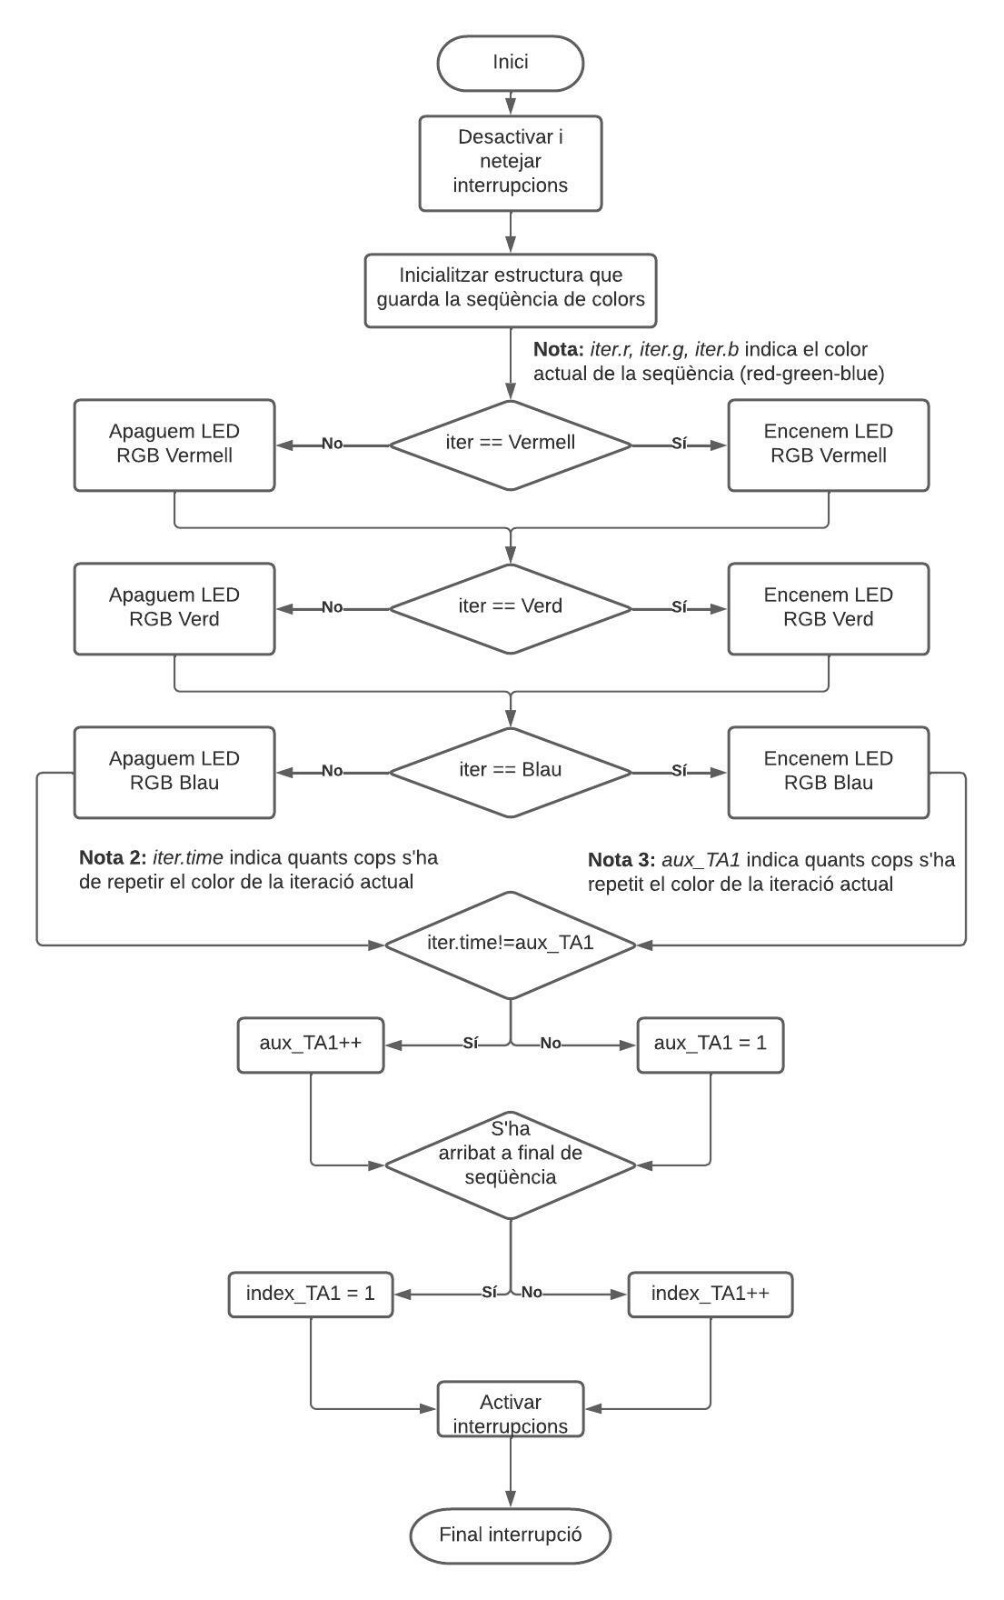 Inici
Desactivar i
netejar
interrupcions
Inicialitzar estructura que
guarda la seqüència de colors
Nota: iter.r, iter.g, iter.b indica el color
actual de la seqüència (red-green-blue)
Apaguem LED
RGB Vermell
No
iter == Vermell
Sí
Encenem LED
RGB Vermell
Apaguem LED
RGB Verd
No
iter == Verd
Sí
Encenem LED
RGB Verd
Apaguem LED
RGB Blau
No
iter == Blau
Sí
Encenem LED
RGB Blau
Nota 2: iter.time indica quants cops s'ha
de repetir el color de la iteració actual
Nota 3: aux_TA1 indica quants cops s'ha
repetit el color de la iteració actual
iter.time!=aux_TA1
aux_TA1++
Sí
No
aux_TA1 = 1
S'ha
arribat a final de
seqüència
index_TA1 = 1
Sí
No
index_TA1++
Activar
interrupcions
Final interrupció